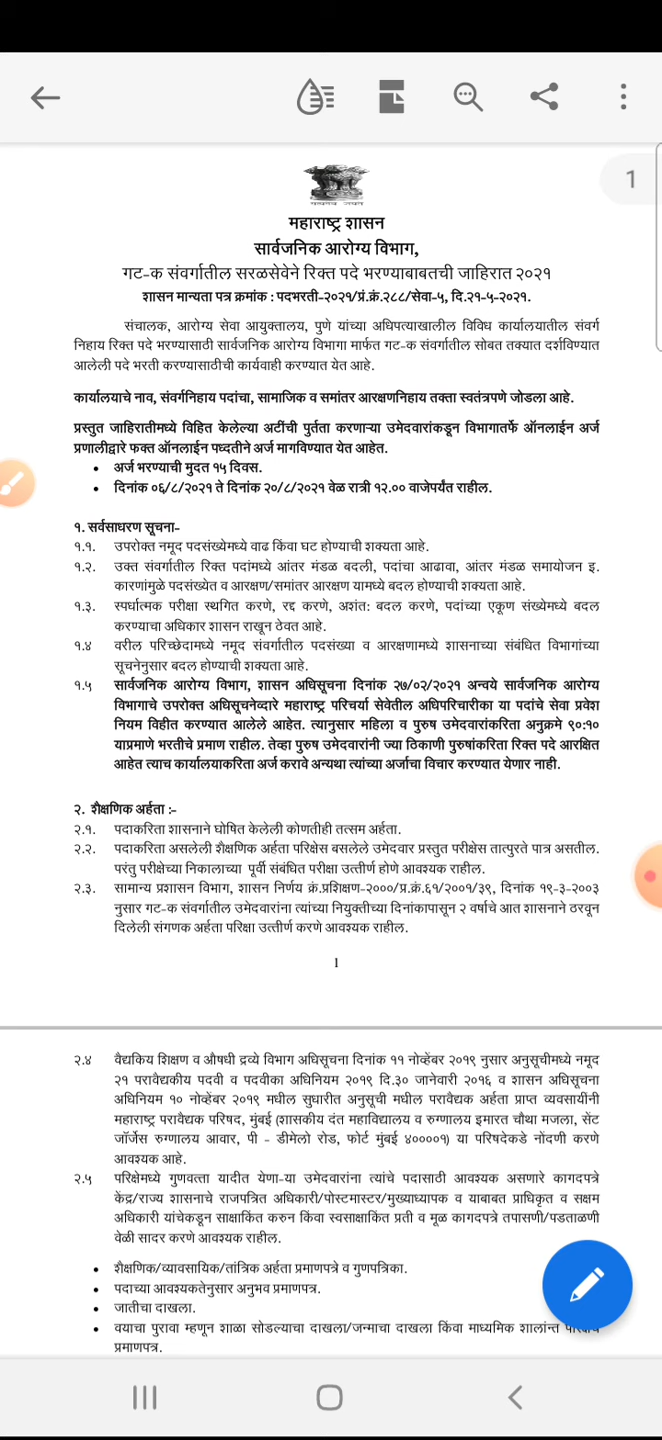 1
महाराष्ट्र शासन
सार्वजनिक आरोग्य विभाग,
गट-क संवर्गातील सरळसेवेने रिक्त पदे भरण्याबाबतची जाहिरात २०२१
शासन मान्यता पत्र क्रमांक : पदभरती-२०२१/प्रं.क्रं.२८८/सेवा-५, दि.२१-५-२०२१.
संचालक, आरोग्य सेवा आयुक्तालय, पुणे यांच्या अधिपत्याखालील विविध कार्यालयातील संवर्ग
निहाय रिक्त पदे भरण्यासाठी सार्वजनिक आरोग्य विभागा मार्फत गट-क संवर्गातील सोबत तक्यात दर्शविण्यात
आलेली पदे भरती करण्यासाठीची कार्यवाही करण्यात येत आहे.
कार्यालयाचे नाव, संवर्गनिहाय पदांचा, सामाजिक व समांतर आरक्षणनिहाय तक्ता स्वतंत्रपणे जोडला आहे.
प्रस्तुत जाहिरातीमध्ये विहित केलेल्या अटींची पुर्तता करणाऱ्या उमेदवारांकडून विभागातर्फे ऑनलाईन अर्ज
प्रणालीद्वारे फक्त ऑनलाईन पध्दतीने अर्ज मागविण्यात येत आहेत.
• अर्ज भरण्याची मुदत १५ दिवस.
• दिनांक ०६/८/२०२१ ते दिनांक २०/८/२०२१ वेळ रात्री १२.०० वाजेपर्यंत राहील.
१. सर्वसाधरण सूचना-
१.१. उपरोक्त नमूद पदसंख्येमध्ये वाढ किंवा घट होण्याची शक्यता आहे.
१.२. उक्त संवर्गातील रिक्त पदांमध्ये आंतर मंडळ बदली, पदांचा आढावा, आंतर मंडळ समायोजन इ.
कारणांमुळे पदसंख्येत व आरक्षण/समांतर आरक्षण यामध्ये बदल होण्याची शक्यता आहे.
१.३. स्पर्धात्मक परीक्षा स्थगित करणे, रद्द करणे, अशंत: बदल करणे, पदांच्या एकूण संख्येमध्ये बदल
करण्याचा अधिकार शासन राखून ठेवत आहे.
१.४ वरील परिच्छेदामध्ये नमूद संवर्गातील पदसंख्या व आरक्षणामध्ये शासनाच्या संबंधित विभागांच्या
सूचनेनुसार बदल होण्याची शक्यता आहे.
१.५ सार्वजनिक आरोग्य विभाग, शासन अधिसूचना दिनांक २७/०२/२०२१ अन्वये सार्वजनिक आरोग्य
विभागाचे उपरोक्त अधिसूचनेव्दारे महाराष्ट्र परिचर्या सेवेतील अधिपरिचारीका या पदांचे सेवा प्रवेश
नियम विहीत करण्यात आलेले आहेत. त्यानुसार महिला व पुरुष उमेदवारांकरिता अनुक्रमे ९०:१०
याप्रमाणे भरतीचे प्रमाण राहील. तेव्हा पुरुष उमेदवारांनी ज्या ठिकाणी पुरुषांकरिता रिक्त पदे आरक्षित
आहेत त्याच कार्यालयाकरिता अर्ज करावे अन्यथा त्यांच्या अर्जाचा विचार करण्यात येणार नाही.
२. शैक्षणिक अर्हता :-
२.१. पदाकरिता शासनाने घोषित केलेली कोणतीही तत्सम अर्हता.
२.२. पदाकरिता असलेली शैक्षणिक अर्हता परिक्षेस बसलेले उमेदवार प्रस्तुत परीक्षेस तात्पुरते पात्र असतील.
परंतु परीक्षेच्या निकालाच्या पूर्वी संबंधित परीक्षा उत्तीर्ण होणे आवश्यक राहील.
२.३. सामान्य प्रशासन विभाग, शासन निर्णय क्रं.प्रशिक्षण-२०००/प्र.क्रं.६१/२००१/३९, दिनांक १९-३-२००३
नुसार गट-क संवर्गातील उमेदवारांना त्यांच्या नियुक्तीच्या दिनांकापासून २ वर्षाचे आत शासनाने ठरवून
दिलेली संगणक अर्हता परिक्षा उत्तीर्ण करणे आवश्यक राहील.
1
२.४ वैद्यकिय शिक्षण व औषधी द्रव्ये विभाग अधिसूचना दिनांक ११ नोव्हेंबर २०१९ नुसार अनुसूचीमध्ये नमूद
२१ परावैद्यकीय पदवी व पदवीका अधिनियम २०१९ दि.३० जानेवारी २०१६ व शासन अधिसूचना
अधिनियम १० नोव्हेंबर २०१९ मधील सुधारीत अनुसूची मधील परावैद्यक अर्हता प्राप्त व्यवसायींनी
महाराष्ट्र परावैद्यक परिषद, मुंबई (शासकीय दंत महाविद्यालय व रुग्णालय इमारत चौथा मजला, सेंट
जॉर्जेस रुग्णालय आवार, पी - डीमेलो रोड, फोर्ट मुंबई ४००००१) या परिषदेकडे नोंदणी करणे
आवश्यक आहे.
२.५ परिक्षेमध्ये गुणवत्ता यादीत येणा-या उमेदवारांना त्यांचे पदासाठी आवश्यक असणारे कागदपत्रे
केंद्र/राज्य शासनाचे राजपत्रित अधिकारी/पोस्टमास्टर/मुख्याध्यापक व याबाबत प्राधिकृत व सक्षम
अधिकारी यांचेकडून साक्षाकिंत करुन किंवा स्वसाक्षाकिंत प्रती व मूळ कागदपत्रे तपासणी/पडताळणी
वेळी सादर करणे आवश्यक राहील.
• शैक्षणिक/व्यावसायिक/तांत्रिक अर्हता प्रमाणपत्रे व गुणपत्रिका.
• पदाच्या आवश्यकतेनुसार अनुभव प्रमाणपत्र.
• जातीचा दाखला.
• वयाचा पुरावा म्हणून शाळा सोडल्याचा दाखला/जन्माचा दाखला किंवा माध्यमिक शालांन्त
प्रमाणपत्र.